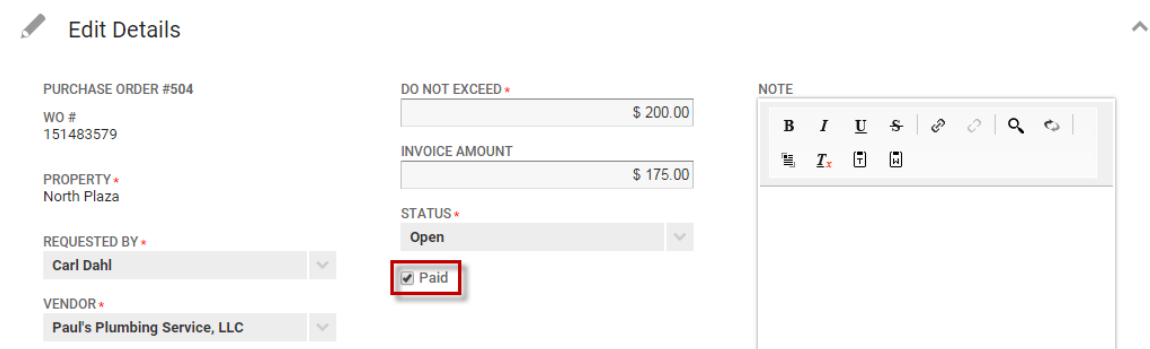 Edit Details
PURCHASE ORDER #504
WO #
151483579
PROPERTY *
North Plaza
REQUESTED BY *
Carl Dahl
VENDOR *
Paul's Plumbing Service, LLC
DO NOT EXCEED *
$ 200.00
INVOICE AMOUNT
$ 175.00
STATUS *
Open
Paid
NOTE
B I U S
Tx T W